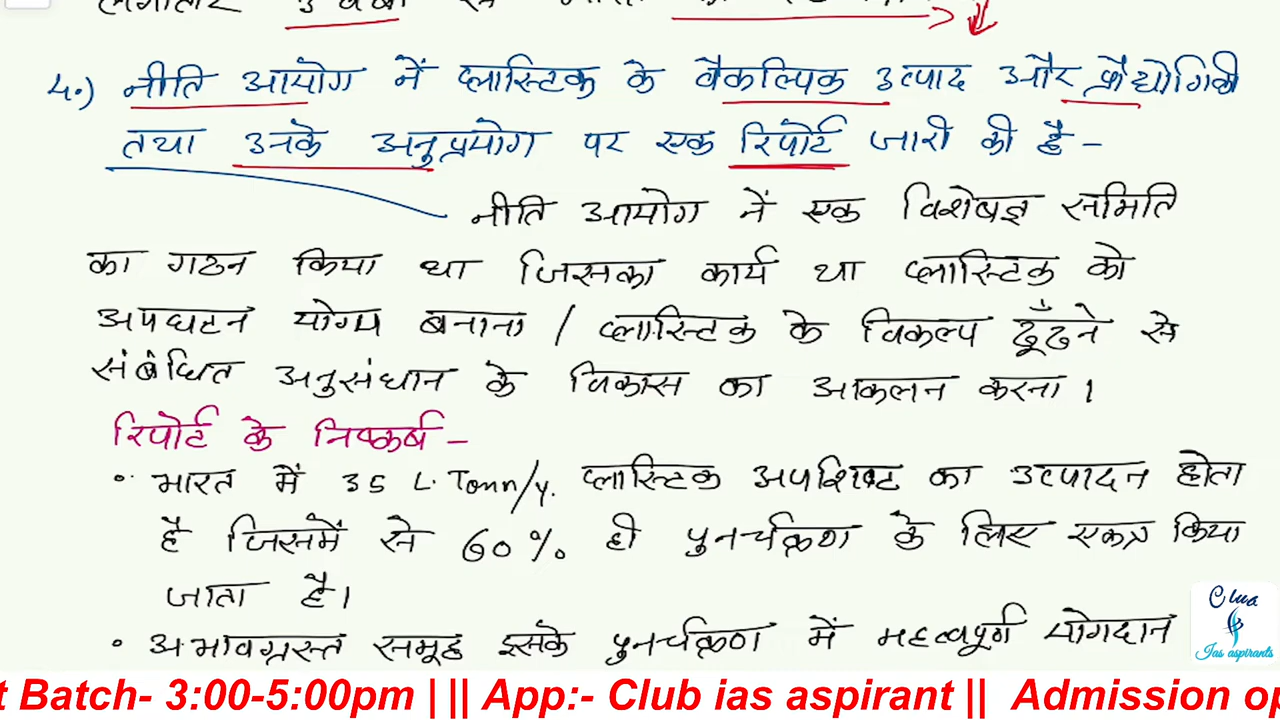 4.) नीति आयोग में प्लास्टिक के वैकल्पिक उत्पाद और प्रौद्योगिकी
तथा उनके अनुप्रयोग पर एक रिपोर्ट जारी की है -
नीति आयोग नें एक विशेषज्ञ समिति
का गठन किया था जिसका कार्य था प्लास्टिक को
अपघटन योग्य बनाना / प्लास्टिक के विकल्प ढूँढने से
संबंधित अनुसंधान के विकास का आकलन करना ।
रिपोर्ट के निष्कर्ष -
• भारत में 35 L. Tonn/y. प्लास्टिक अपशिष्ट का उत्पादन होता
है जिसमें से 60% ही पुनर्चक्रण के लिए एकत्र किया
जाता है।
• अभावग्रस्त समूह इसके पुनर्चक्रण में महत्वपूर्ण योगदान
Club
Ias aspirants
t Batch- 3:00-5:00pm | || App:- Club ias aspirant || Admission op